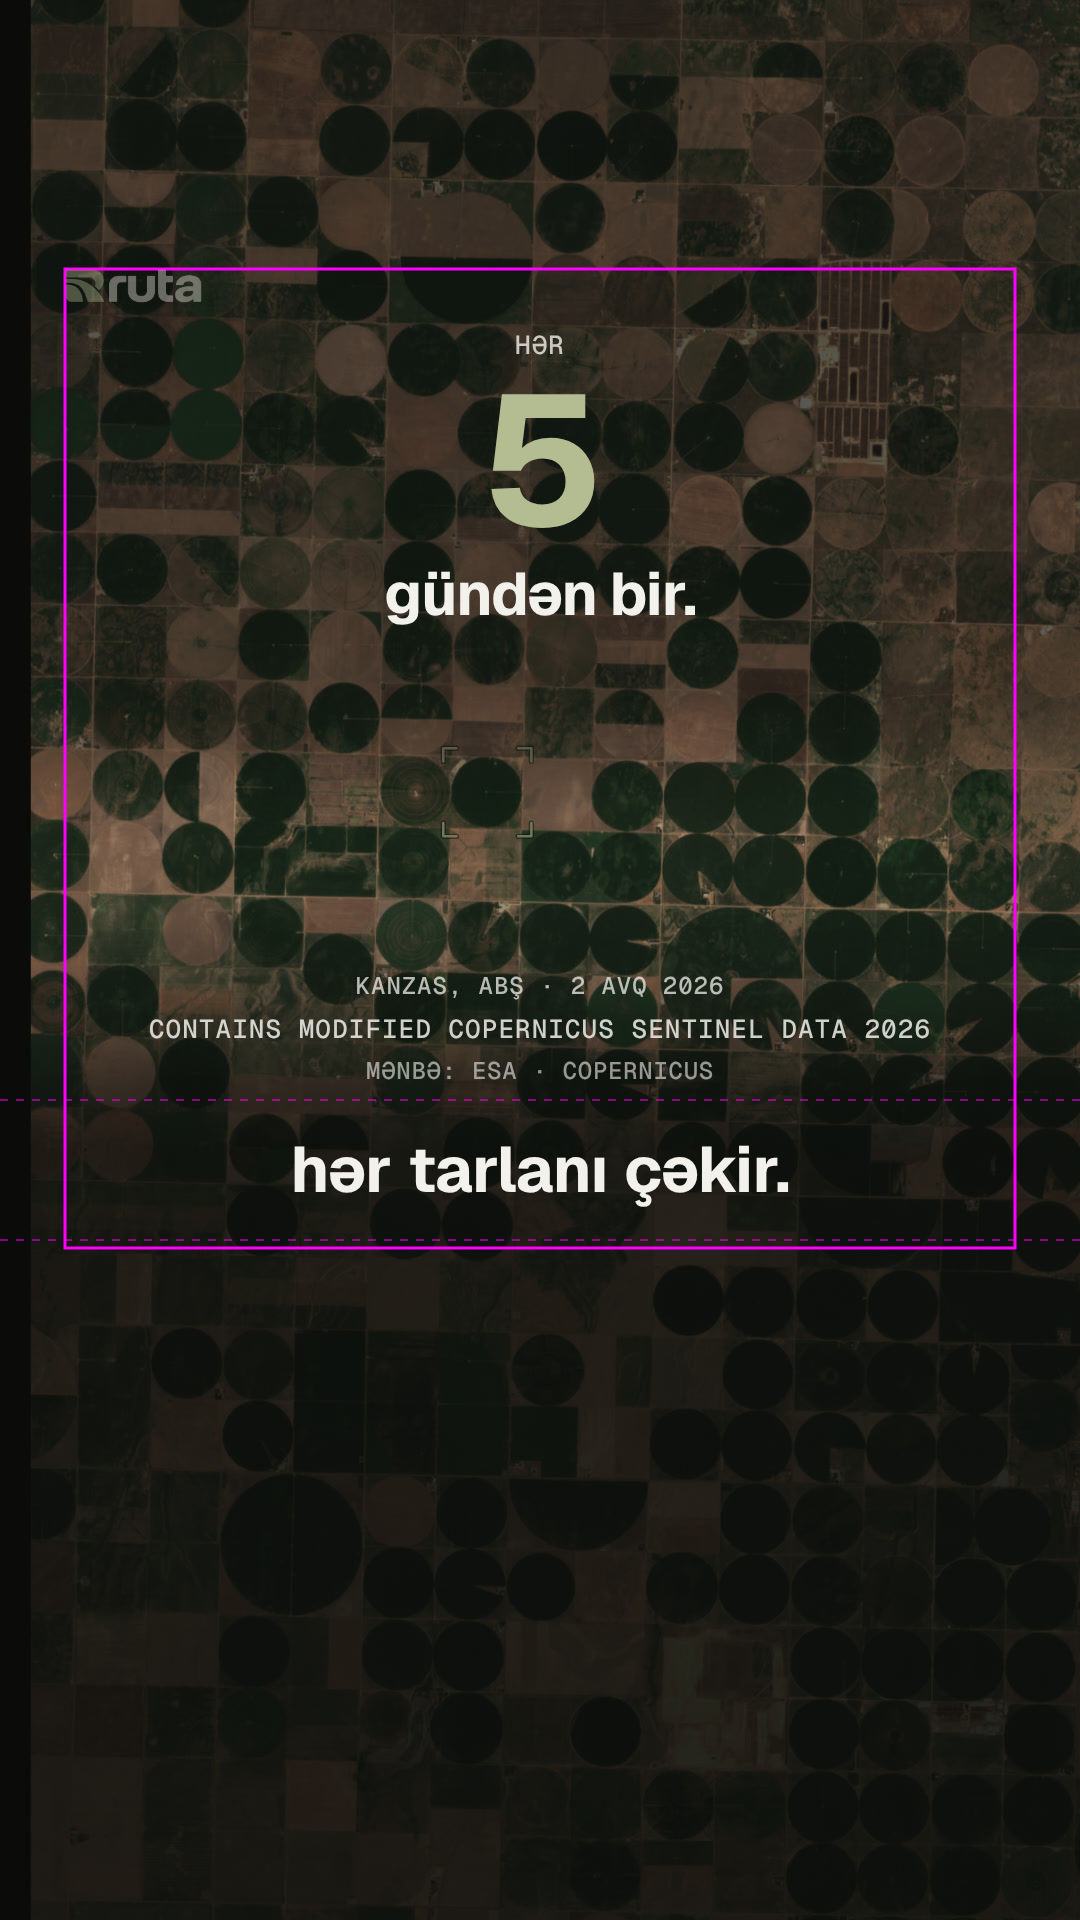 ruta
HƏR
5
gündən bir.
KANZAS, ABŞ · 2 AVQ 2026
CONTAINS MODIFIED COPERNICUS SENTINEL DATA 2026
MƏNBƏ: ESA · COPERNICUS
hər tarlanı çəkir.